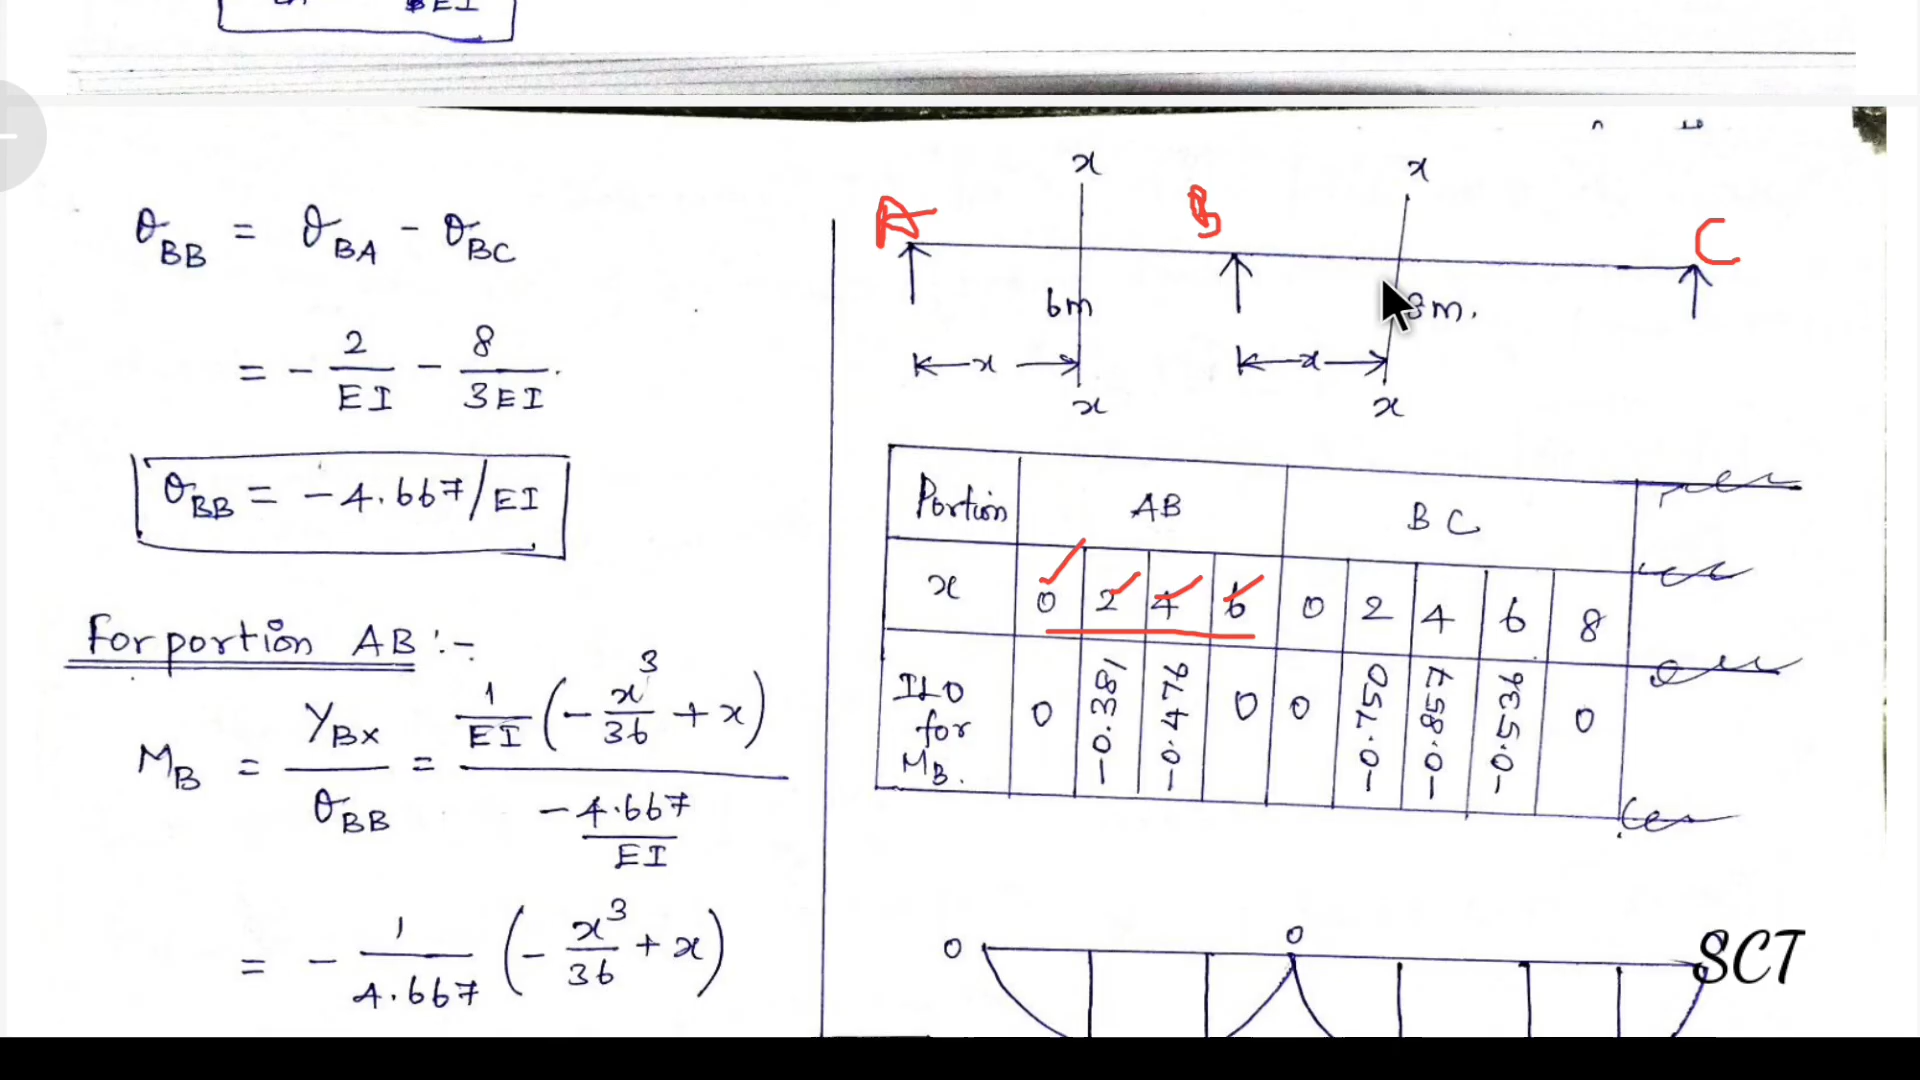 θBB = θBA - θBC
= - 2/EI - 8/3EI.
θBB = -4.667/EI
For portion AB :-
MB = YBx/θBB = 1/EI (-x³/36 + x) / -4.667/EI
= - 1/4.667 (-x³/36 + x)
x x
A B C
6m 8m.
x x
x x
Portion AB BC
x 0 2 4 6 0 2 4 6 8
ILO for MB. 0 -0.381 -0.476 0 0 -0.750 -0.857 -0.536 0
0 0
SCT